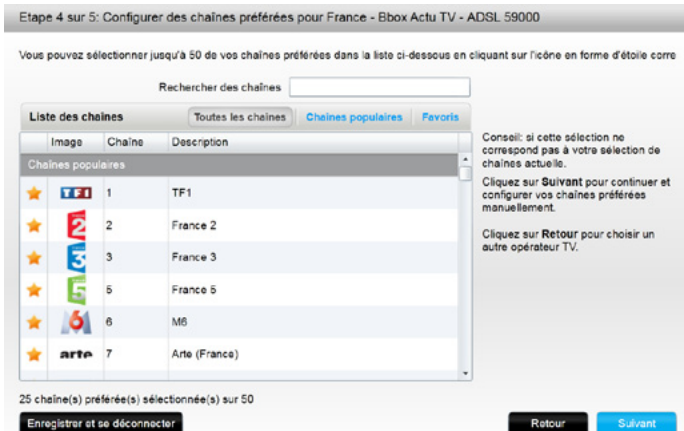 Etape 4 sur 5: Configurer des chaînes préférées pour France - Bbox Actu TV - ADSL 59000
Vous pouvez sélectionner jusqu'à 50 de vos chaînes préférées dans la liste ci-dessous en cliquant sur l'icône en forme d'étoile corre
Rechercher des chaînes
Liste des chaînes Toutes les chaînes Chaînes populaires Favoris
Image Chaîne Description
Chaînes populaires
TF1 1 TF1
2 2 France 2
3 3 France 3
5 5 France 5
6 6 M6
arte 7 Arte (France)
Conseil: si cette sélection ne
correspond pas à votre sélection de
chaînes actuelle.
Cliquez sur Suivant pour continuer et
configurer vos chaînes préférées
manuellement.
Cliquez sur Retour pour choisir un
autre opérateur TV.
25 chaîne(s) préférée(s) sélectionnée(s) sur 50
Enregistrer et se déconnecter Retour Suivant